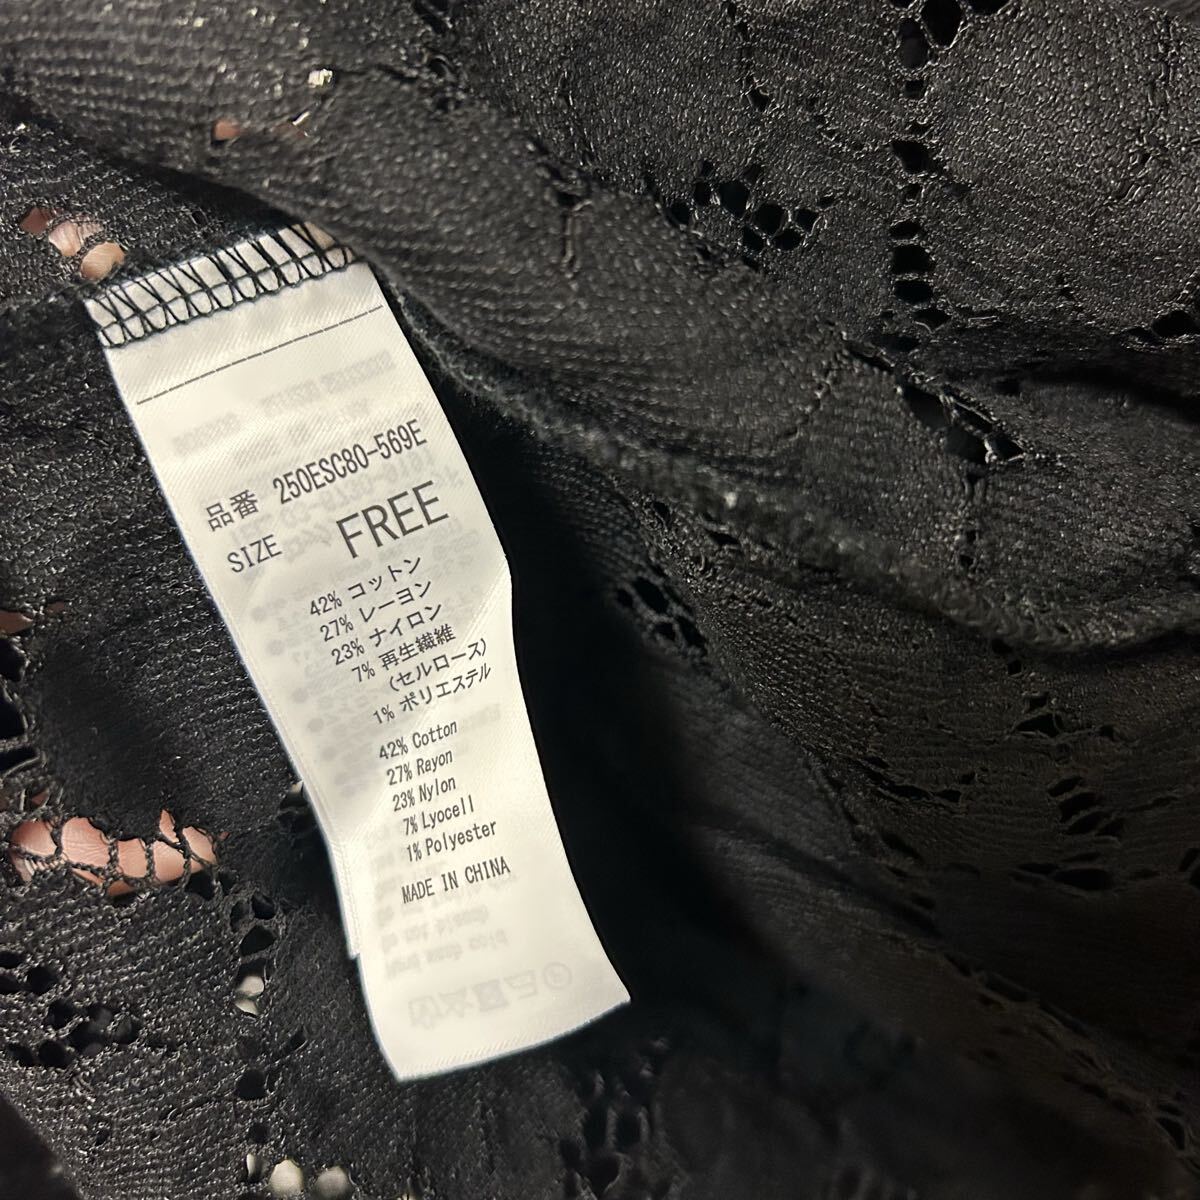 品番 250ESC80-569E
SIZE FREE
42% コットン
27% レーヨン
23% ナイロン
7% 再生繊維
(セルロース)
1% ポリエステル
42% Cotton
27% Rayon
23% Nylon
7% Lyocell
1% Polyester
MADE IN CHINA